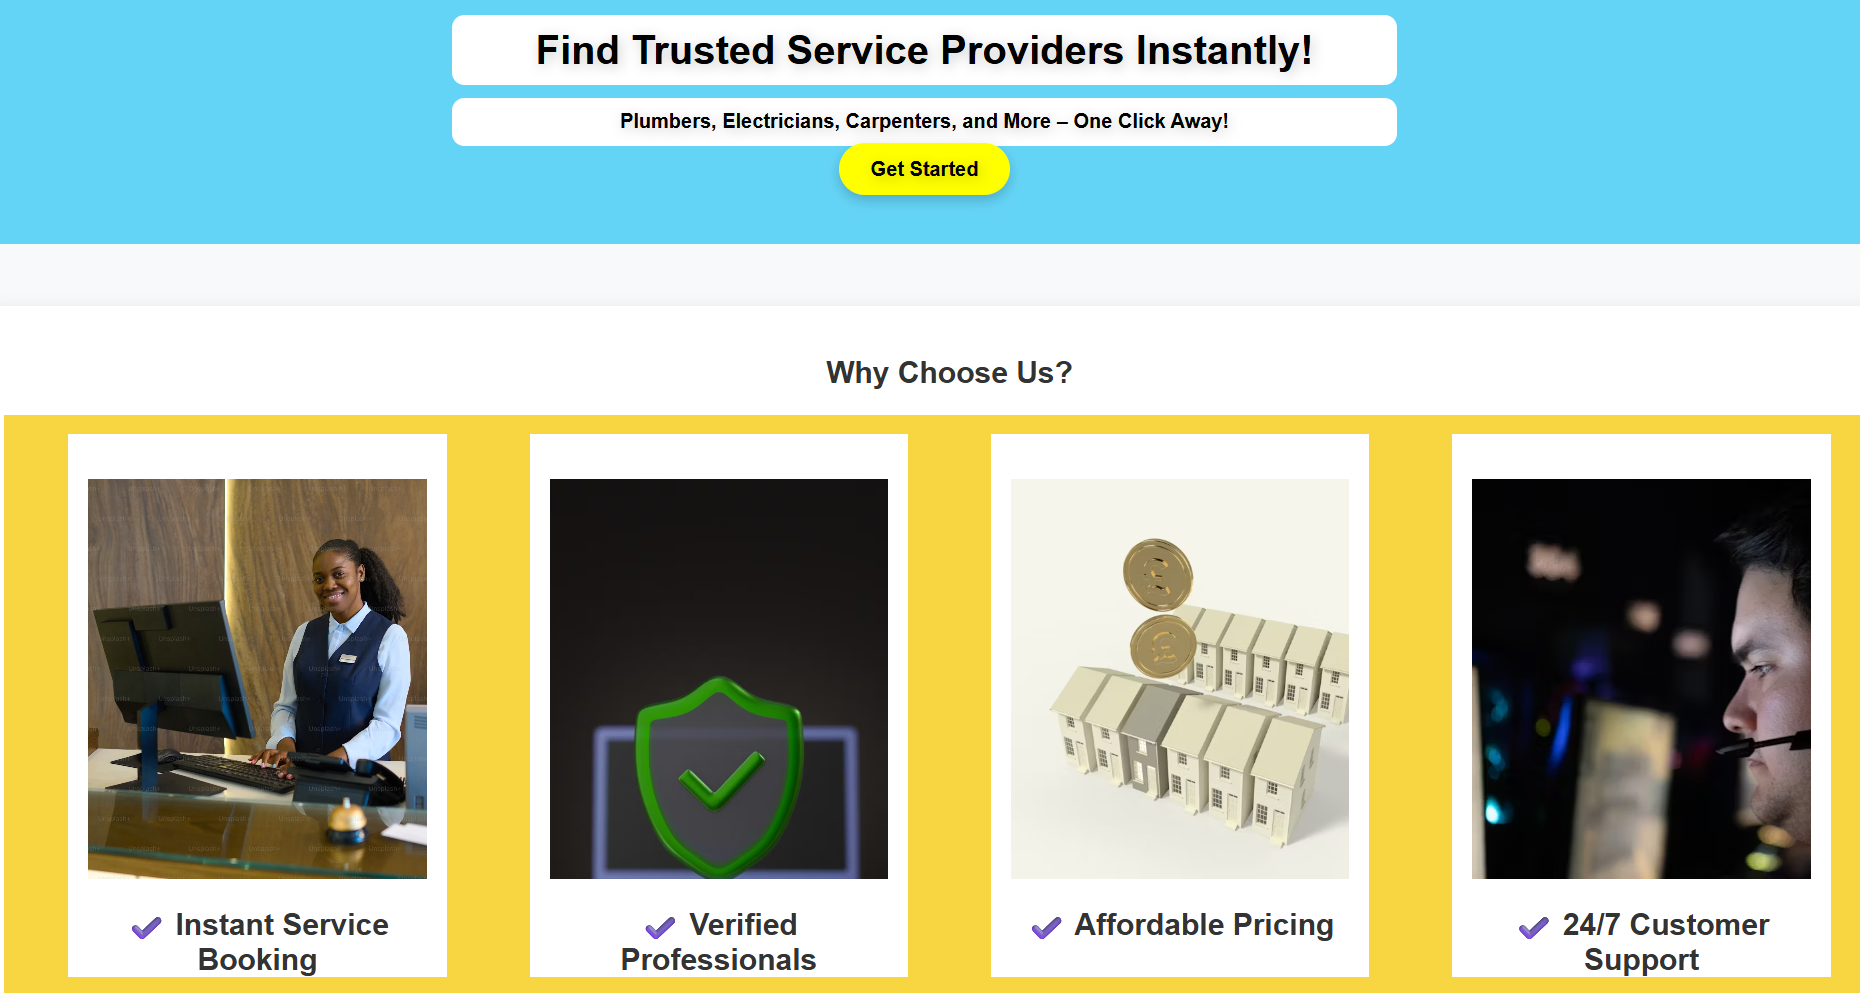 Find Trusted Service Providers Instantly!
Plumbers, Electricians, Carpenters, and More – One Click Away!
Get Started
Why Choose Us?
✔ Instant Service
Booking
✔ Verified
Professionals
✔ Affordable Pricing
✔ 24/7 Customer
Support